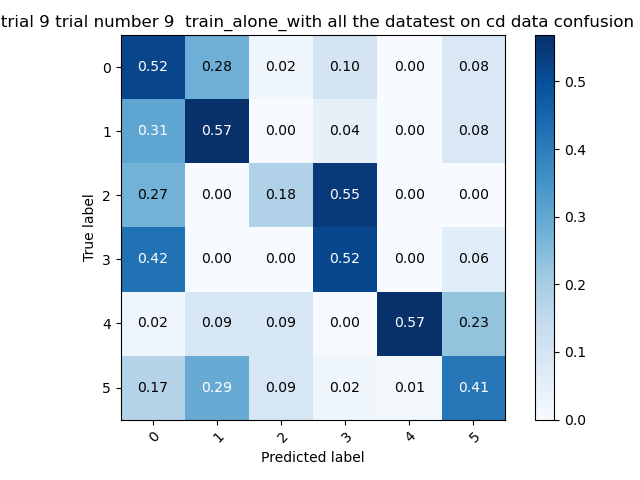 trial 9 trial number 9  train_alone_with all the datatest on cd data confusion
True label
0 0.52 0.28 0.02 0.10 0.00 0.08
1 0.31 0.57 0.00 0.04 0.00 0.08
2 0.27 0.00 0.18 0.55 0.00 0.00
3 0.42 0.00 0.00 0.52 0.00 0.06
4 0.02 0.09 0.09 0.00 0.57 0.23
5 0.17 0.29 0.09 0.02 0.01 0.41
0 1 2 3 4 5
Predicted label
0.5
0.4
0.3
0.2
0.1
0.0